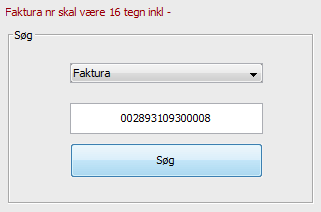 Faktura nr skal være 16 tegn inkl -
Søg
Faktura
002893109300008
Søg